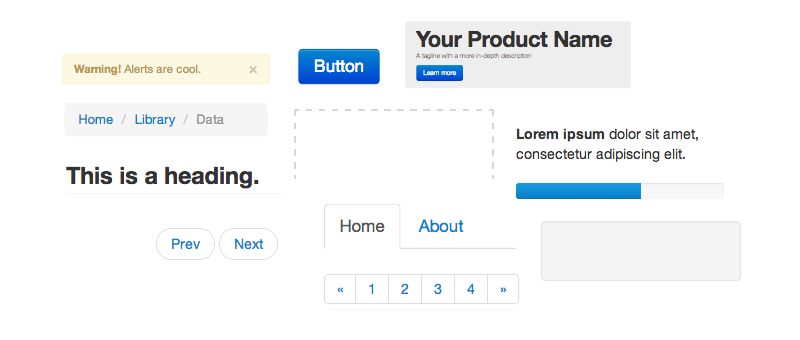 Your Product Name
A tagline with a more in-depth description
Learn more
Warning! Alerts are cool. ×
Button
Home / Library / Data
Lorem ipsum dolor sit amet,
consectetur adipiscing elit.
This is a heading.
Home About
Prev Next
« 1 2 3 4 »